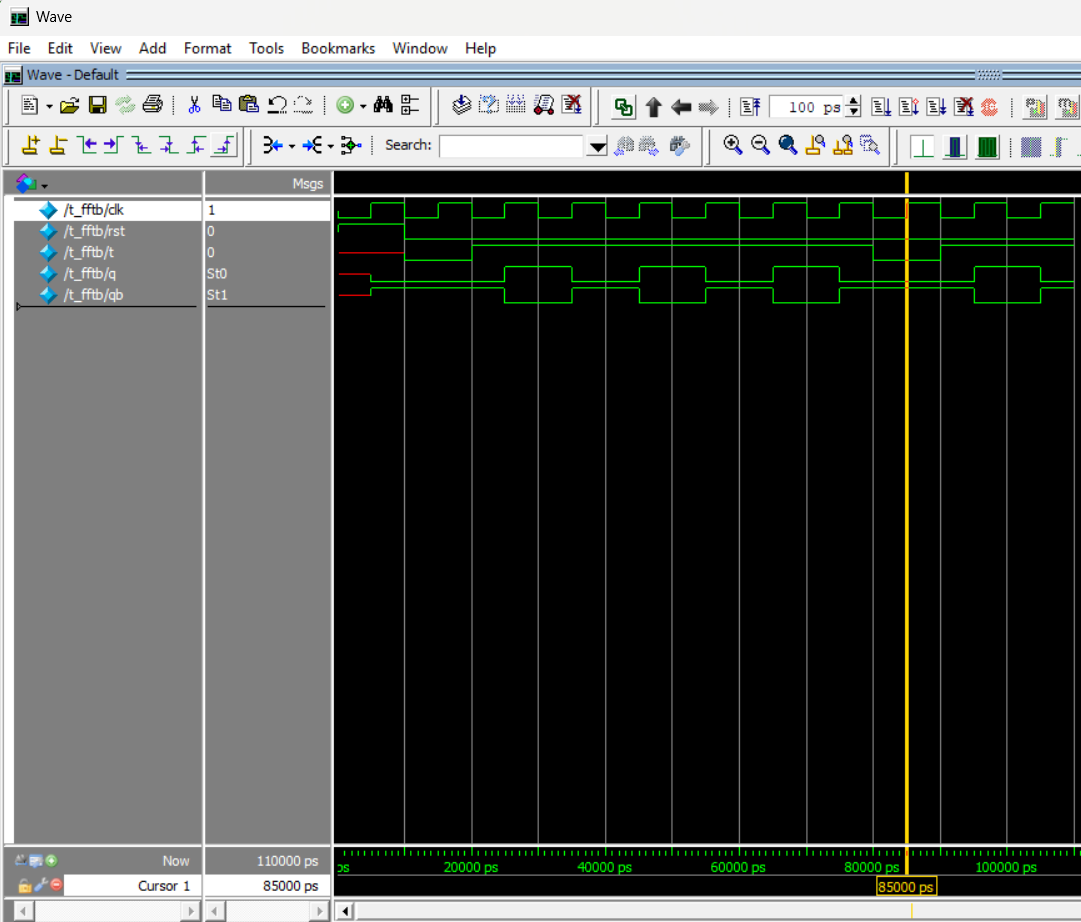 Wave
File Edit View Add Format Tools Bookmarks Window Help
Wave - Default
100 ps
Search:
Msgs
/t_fftb/clk 1
/t_fftb/rst 0
/t_fftb/t 0
/t_fftb/q St0
/t_fftb/qb St1
Now 110000 ps
ps 20000 ps 40000 ps 60000 ps 80000 ps 100000 ps
Cursor 1 85000 ps
85000 ps